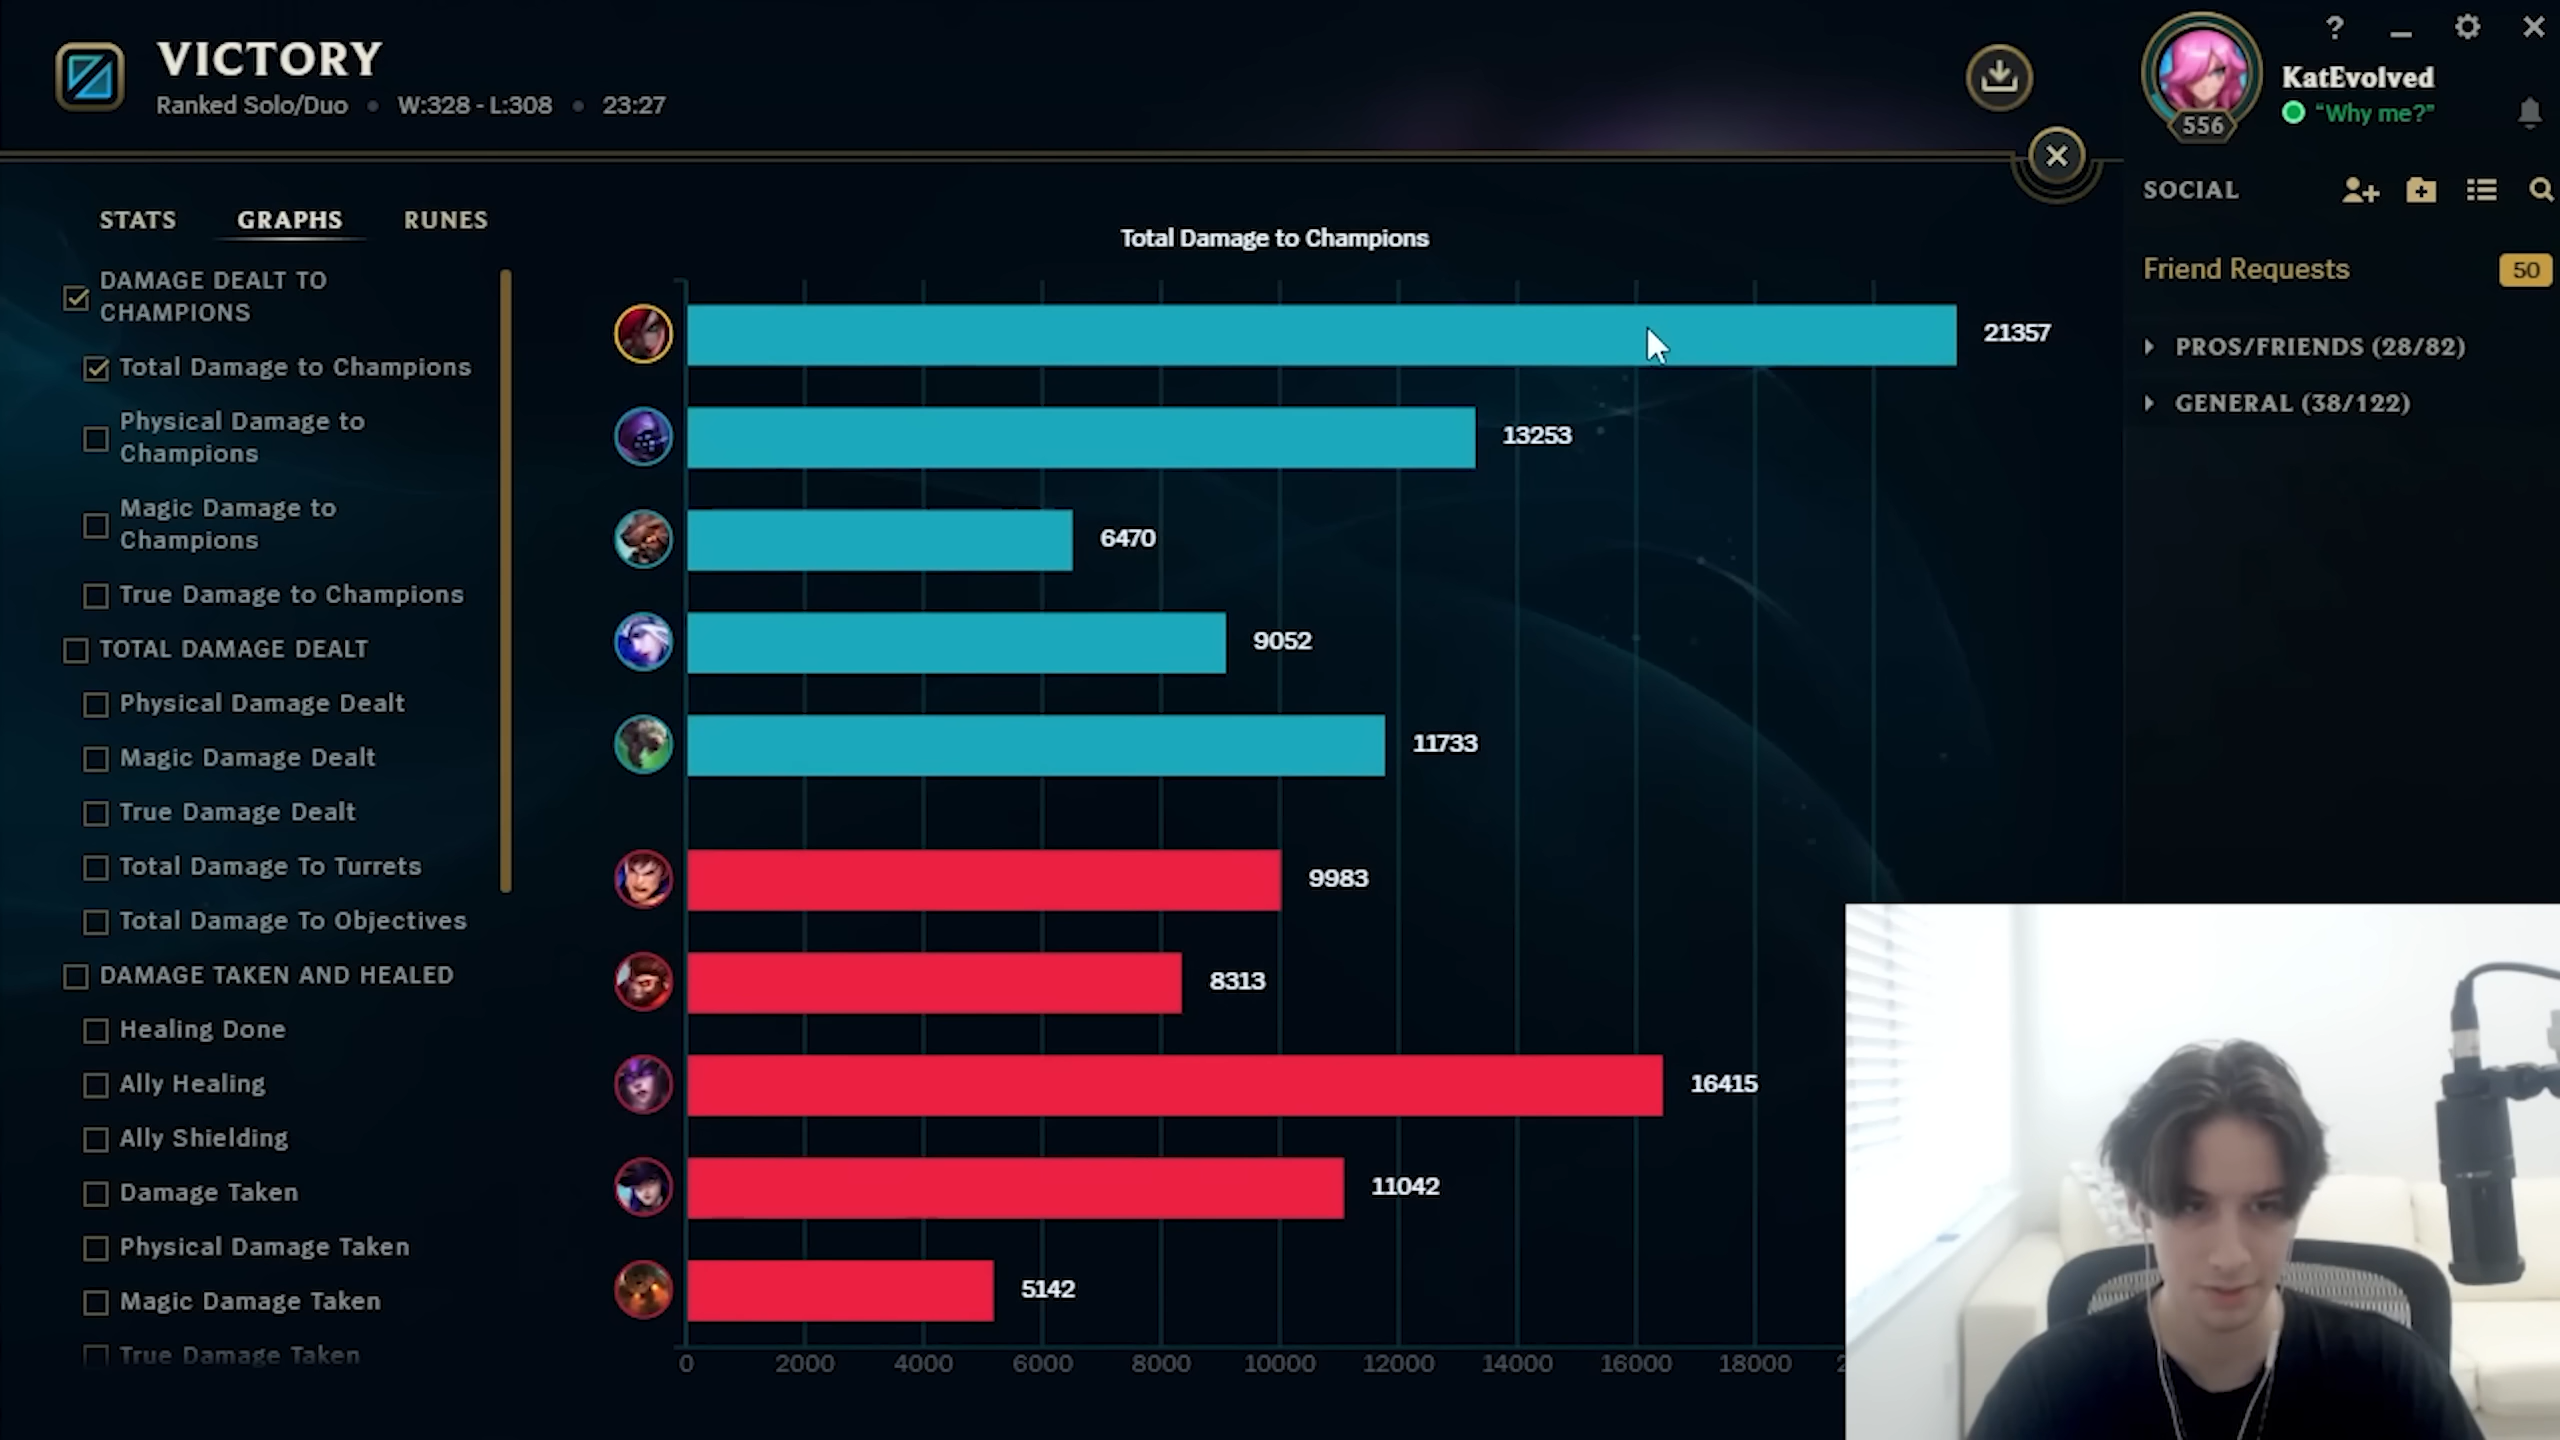 VICTORY
Ranked Solo/Duo • W:328 - L:308 • 23:27
?
KatEvolved
"Why me?"
556
SOCIAL
Friend Requests 50
PROS/FRIENDS (28/82)
GENERAL (38/122)
STATS GRAPHS RUNES
DAMAGE DEALT TO
CHAMPIONS
Total Damage to Champions
Physical Damage to
Champions
Magic Damage to
Champions
True Damage to Champions
TOTAL DAMAGE DEALT
Physical Damage Dealt
Magic Damage Dealt
True Damage Dealt
Total Damage To Turrets
Total Damage To Objectives
DAMAGE TAKEN AND HEALED
Healing Done
Ally Healing
Ally Shielding
Damage Taken
Physical Damage Taken
Magic Damage Taken
True Damage Taken
Total Damage to Champions
21357
13253
6470
9052
11733
9983
8313
16415
11042
5142
0 2000 4000 6000 8000 10000 12000 14000 16000 18000